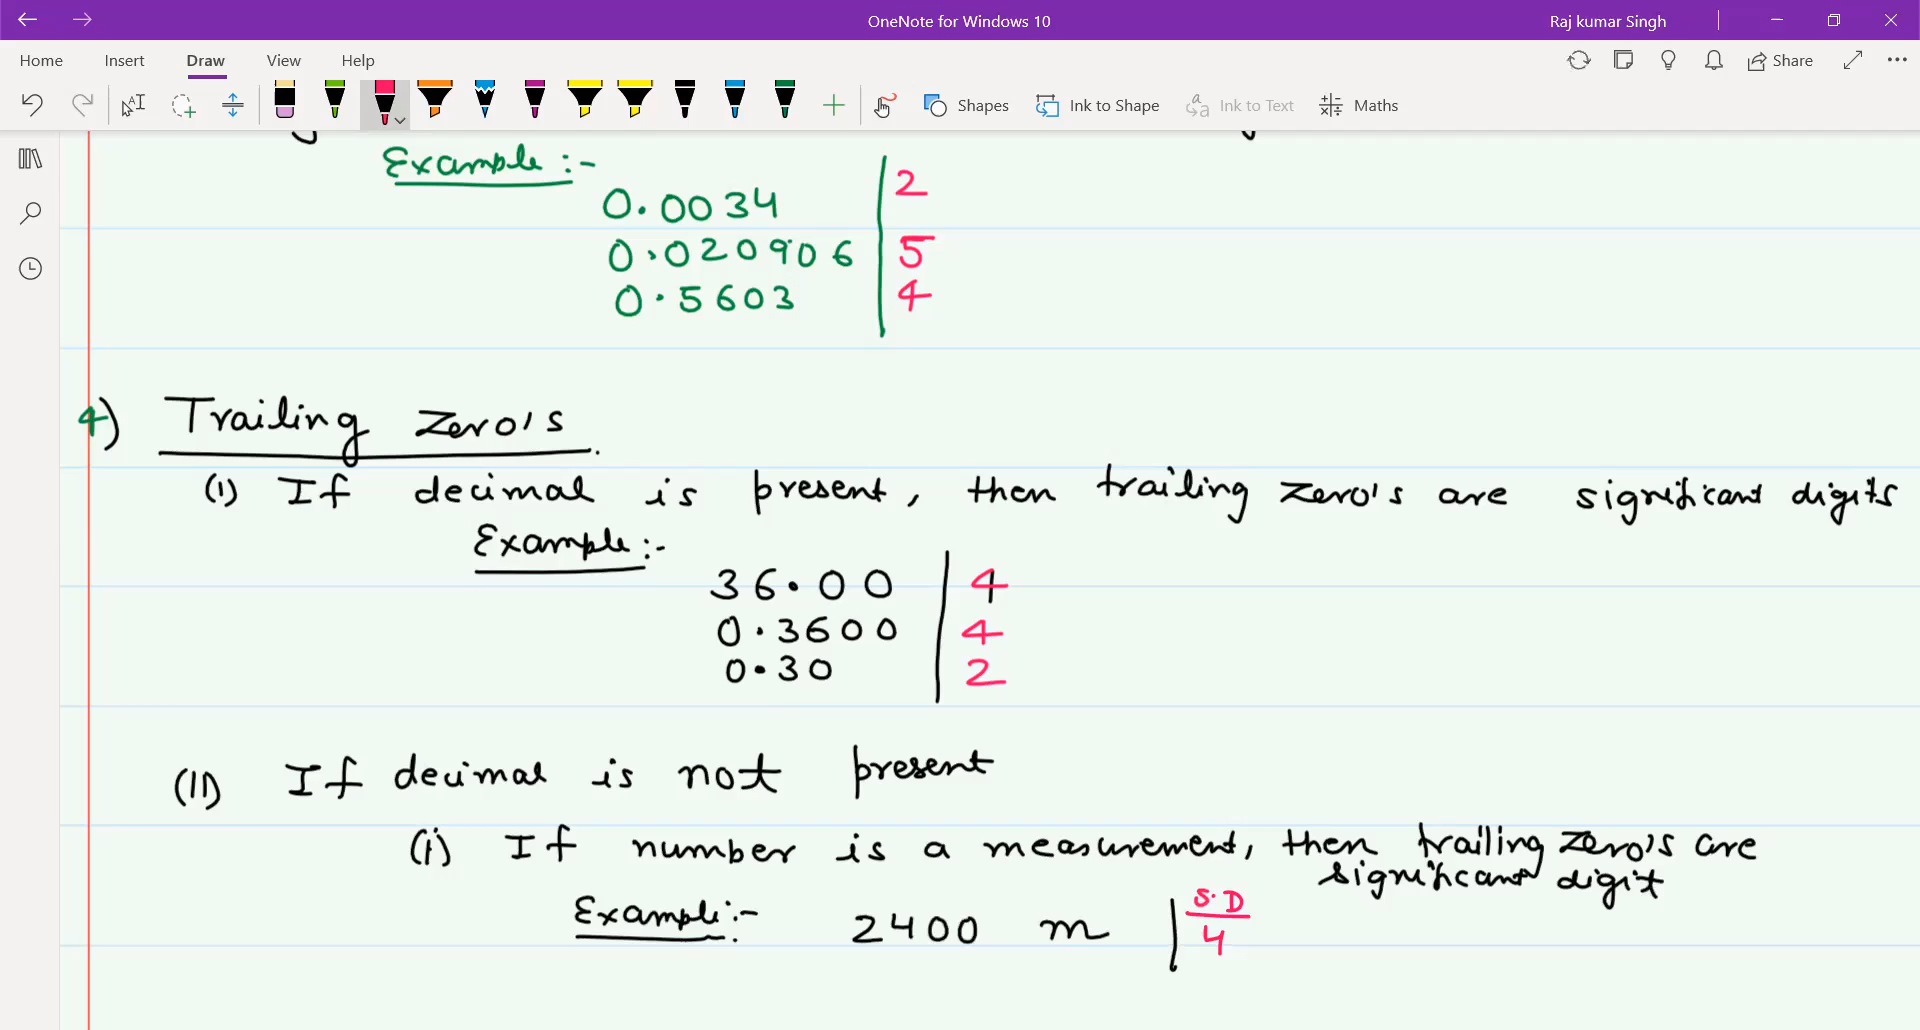 OneNote for Windows 10
Raj kumar Singh
Home Insert Draw View Help
Share
Shapes Ink to Shape Ink to Text Maths
Example :-
0.0034 | 2
0.020906 | 5
0.5603 | 4
4) Trailing Zero's
(I) If decimal is present, then trailing zero's are significant digits
Example :-
36.00 | 4
0.3600 | 4
0.30 | 2
(II) If decimal is not present
(i) If number is a measurement, then trailing zero's are
significant digit
Example :- 2400 m | S.D
4